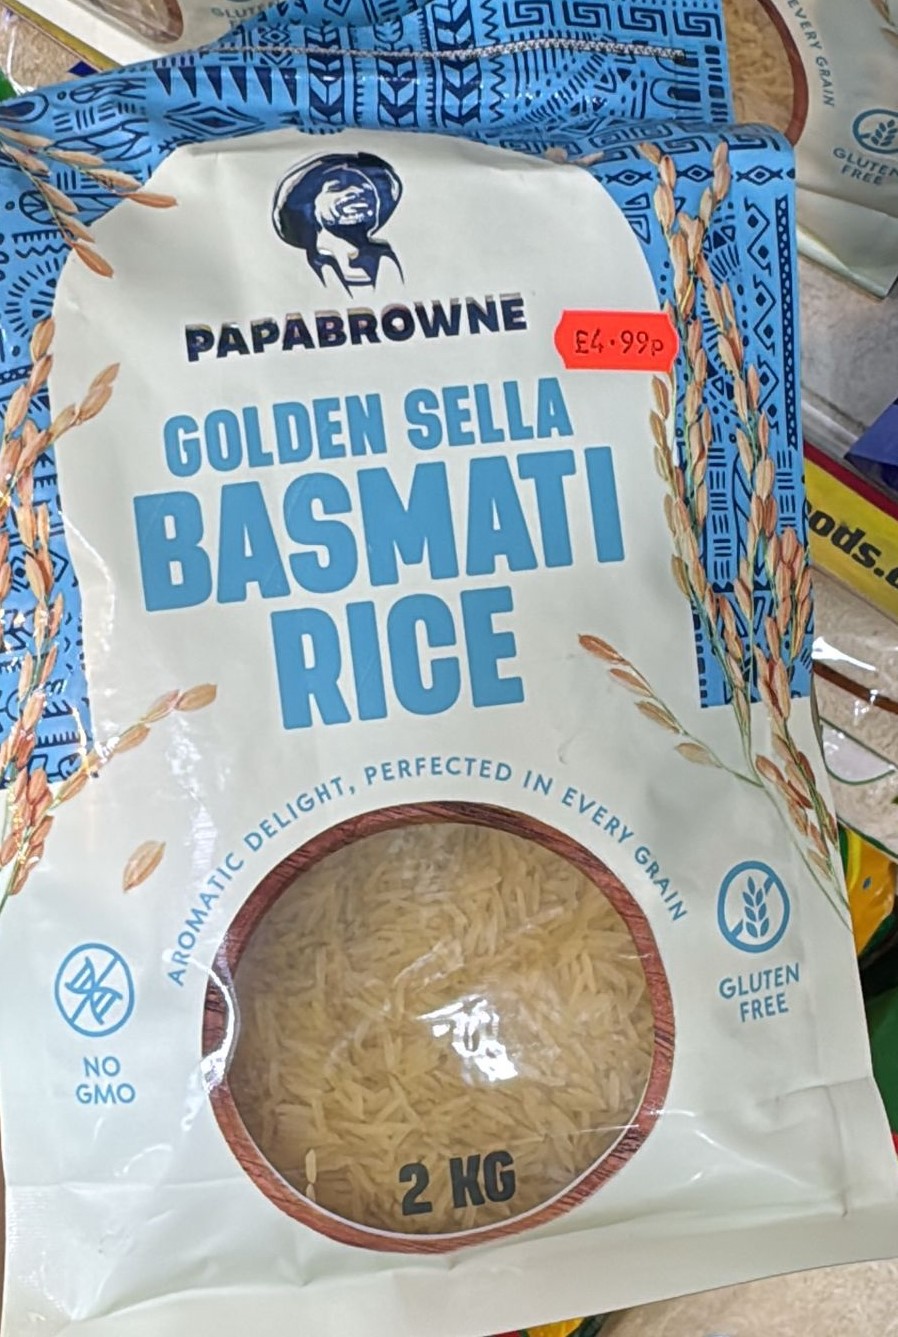 PAPABROWNE
£4.99p
GOLDEN SELLA
BASMATI
RICE
AROMATIC DELIGHT, PERFECTED IN EVERY GRAIN
NO
GMO
GLUTEN
FREE
2 KG
EVERY GRAIN
GLUTEN
FREE
GLUTEN